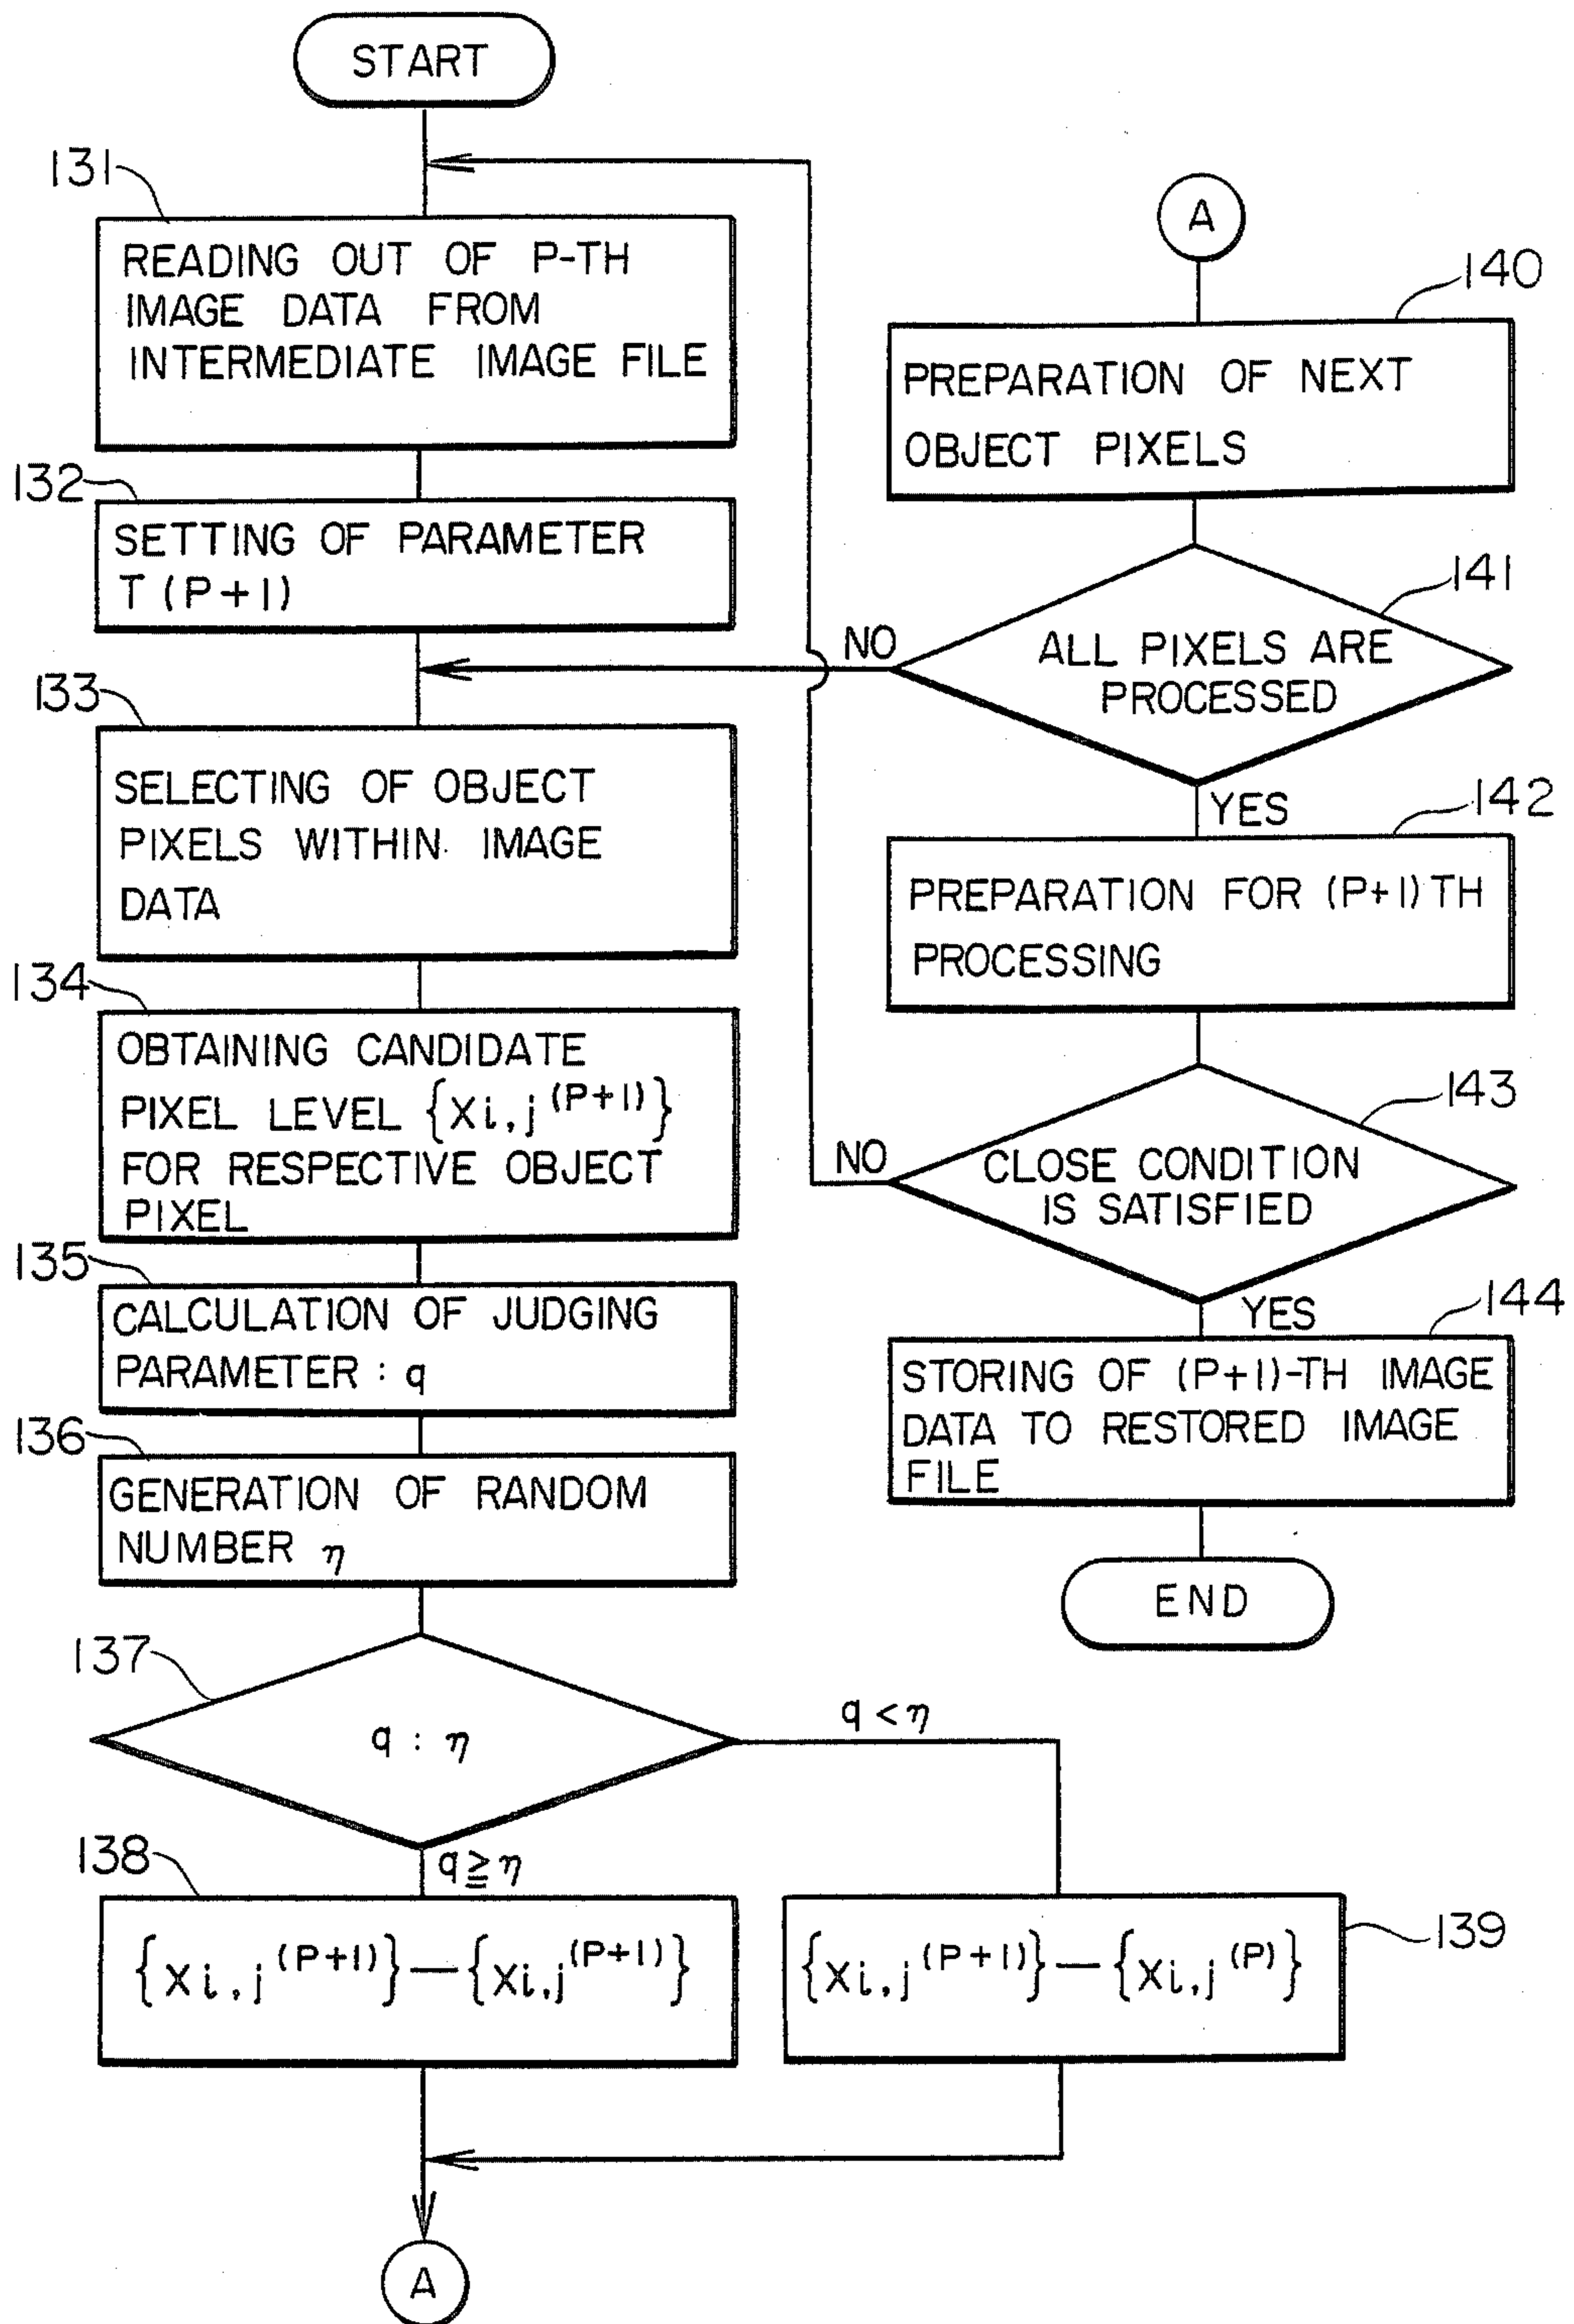 START
131
READING OUT OF P-TH
IMAGE DATA FROM
INTERMEDIATE IMAGE FILE
132
SETTING OF PARAMETER
T (P+1)
133
SELECTING OF OBJECT
PIXELS WITHIN IMAGE
DATA
134
OBTAINING CANDIDATE
PIXEL LEVEL {xi,j^(P+1)}
FOR RESPECTIVE OBJECT
PIXEL
135
CALCULATION OF JUDGING
PARAMETER : q
136
GENERATION OF RANDOM
NUMBER η
137
q : η
q < η
q ≧ η
138
{xi,j^(P+1)}—{xi,j^(P+1)}
{xi,j^(P+1)}—{xi,j^(P)}
139
A
A
140
PREPARATION OF NEXT
OBJECT PIXELS
141
NO
ALL PIXELS ARE
PROCESSED
YES
142
PREPARATION FOR (P+1)TH
PROCESSING
143
NO
CLOSE CONDITION
IS SATISFIED
YES
144
STORING OF (P+1)-TH IMAGE
DATA TO RESTORED IMAGE
FILE
END